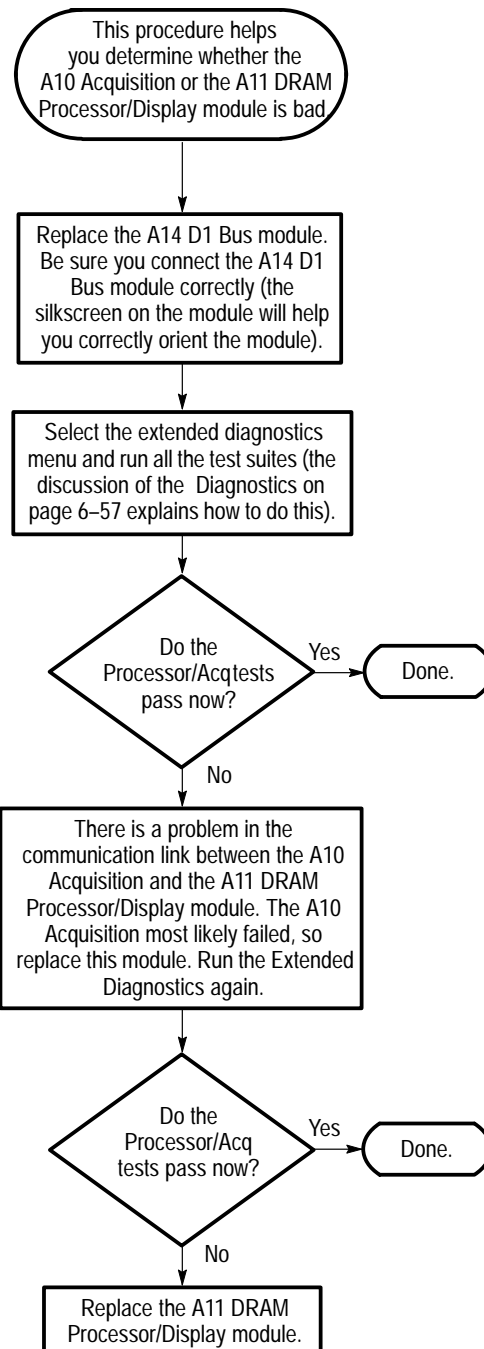 This procedure helps
you determine whether the
A10 Acquisition or the A11 DRAM
Processor/Display module is bad.
Replace the A14 D1 Bus module.
Be sure you connect the A14 D1
Bus module correctly (the
silkscreen on the module will help
you correctly orient the module).
Select the extended diagnostics
menu and run all the test suites (the
discussion of the Diagnostics on
page 6–57 explains how to do this).
Do the
Processor/Acqtests
pass now?
Yes
Done.
No
There is a problem in the
communication link between the A10
Acquisition and the A11 DRAM
Processor/Display module. The A10
Acquisition most likely failed, so
replace this module. Run the Extended
Diagnostics again.
Do the
Processor/Acq
tests pass now?
Yes
Done.
No
Replace the A11 DRAM
Processor/Display module.